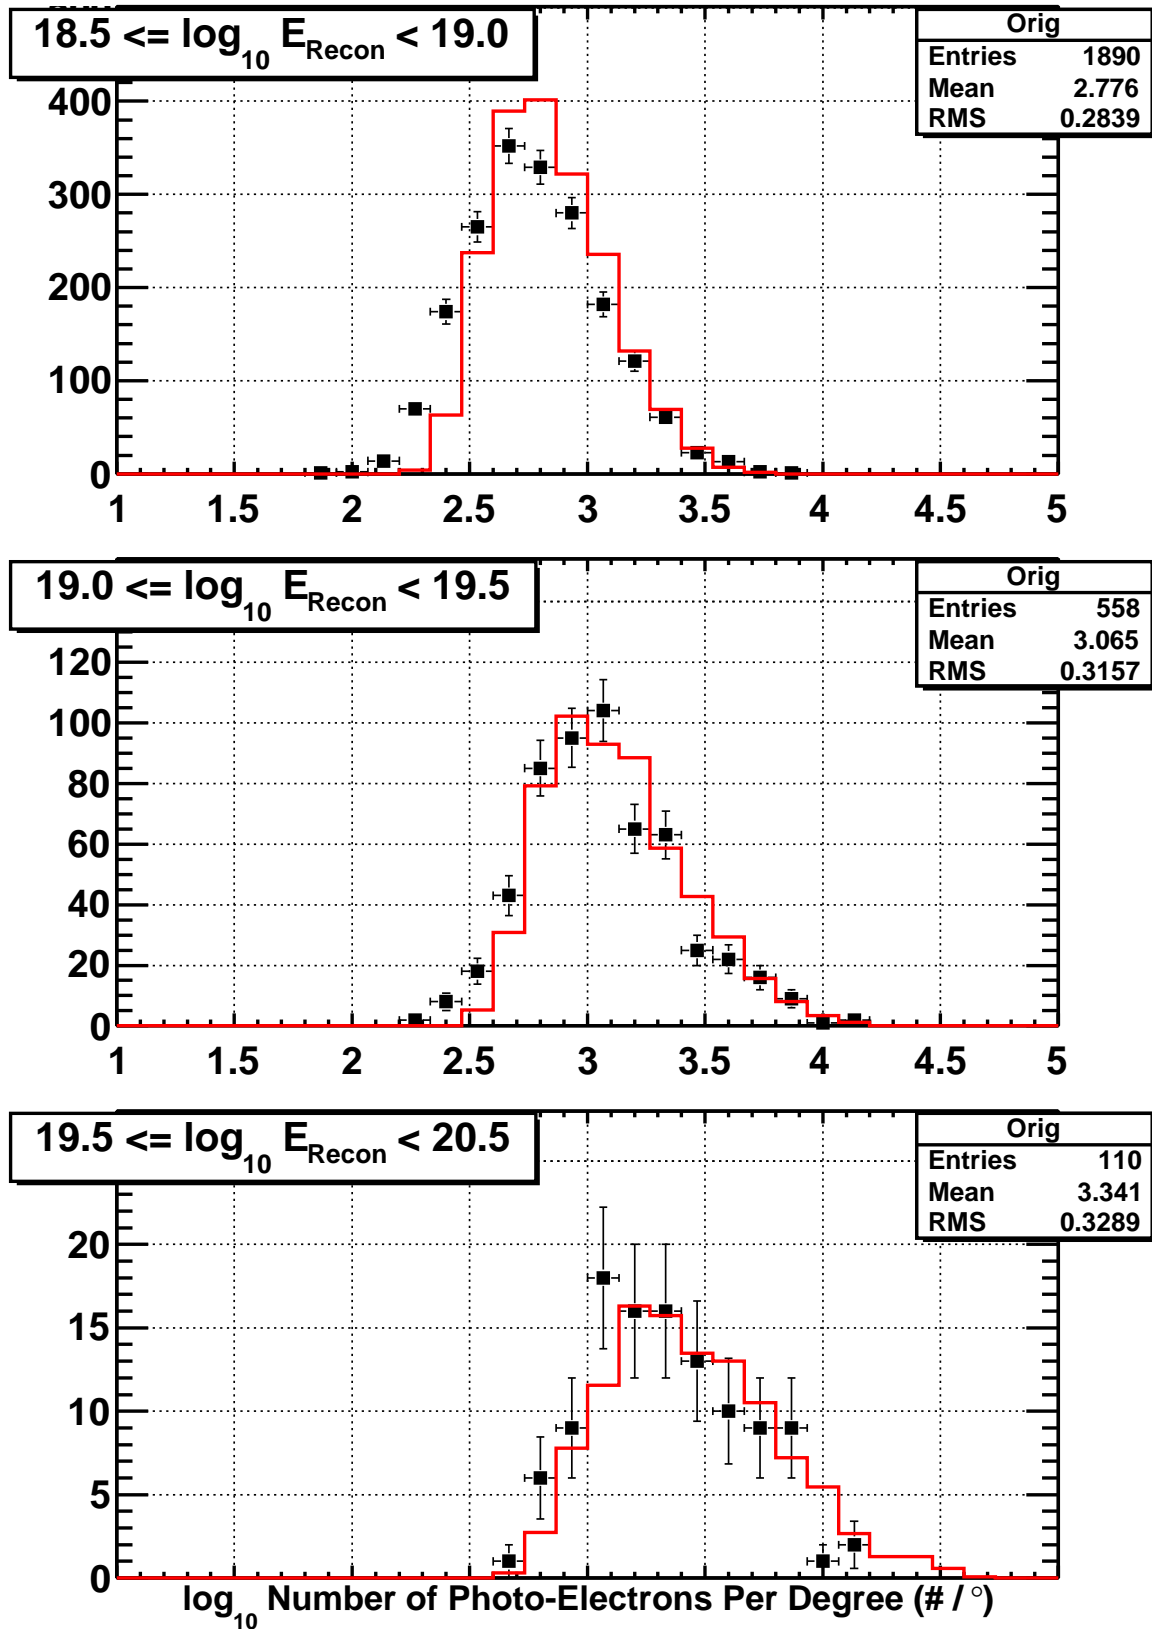 18.5 <= log10 ERecon < 19.0
Orig
Entries 1890
Mean 2.776
RMS 0.2839
400
300
200
100
0
1 1.5 2 2.5 3 3.5 4 4.5 5
19.0 <= log10 ERecon < 19.5
Orig
Entries 558
Mean 3.065
RMS 0.3157
120
100
80
60
40
20
0
1 1.5 2 2.5 3 3.5 4 4.5 5
19.5 <= log10 ERecon < 20.5
Orig
Entries 110
Mean 3.341
RMS 0.3289
20
15
10
5
0
log10 Number of Photo-Electrons Per Degree (# / °)